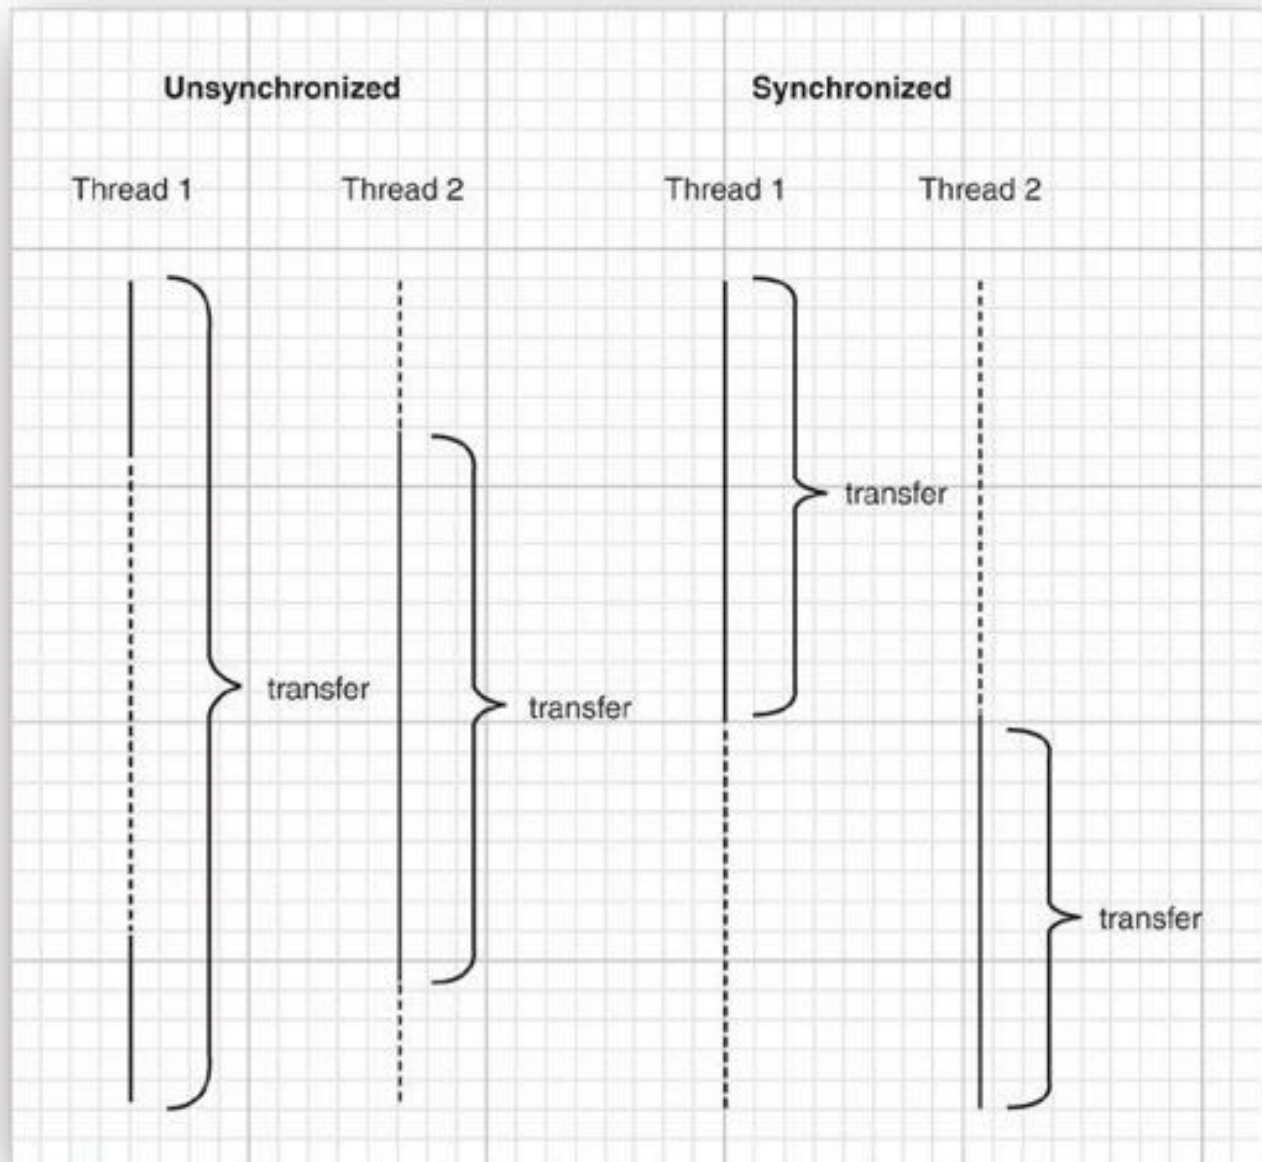 Unsynchronized
Synchronized
Thread 1
Thread 2
Thread 1
Thread 2
transfer
transfer
transfer
transfer